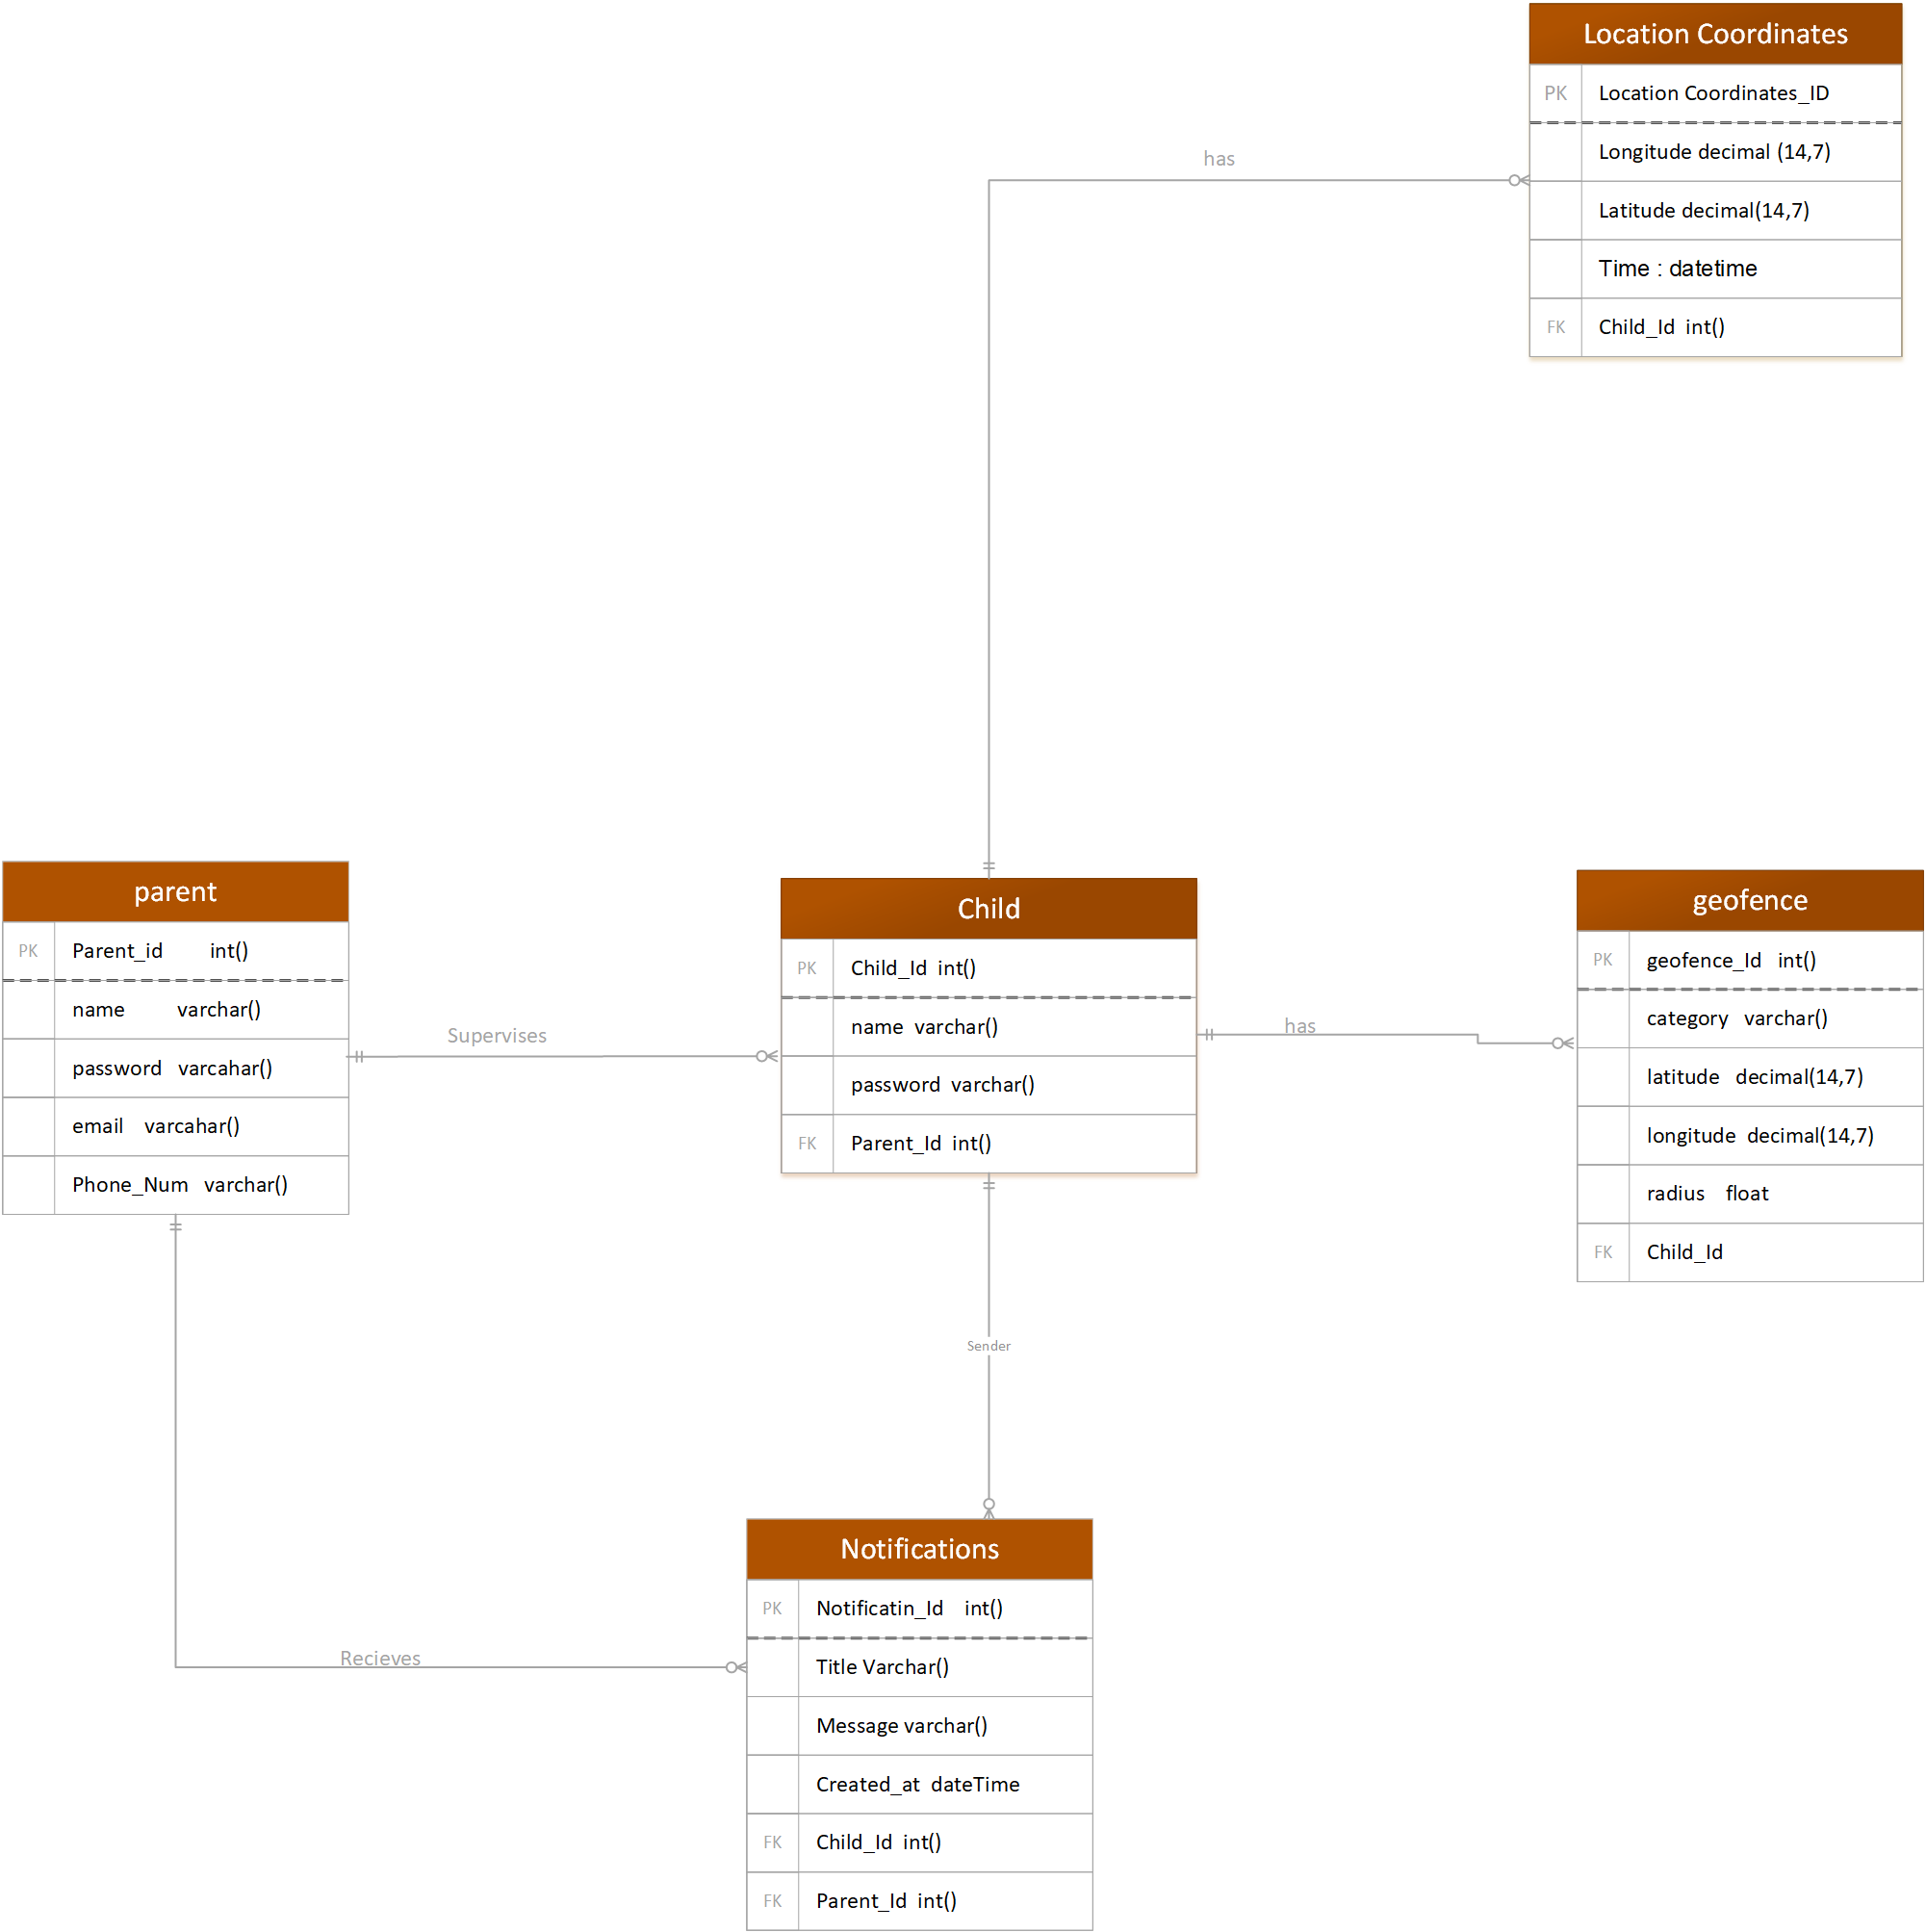 Location Coordinates
PK Location Coordinates_ID
Longitude decimal (14,7)
Latitude decimal(14,7)
Time : datetime
FK Child_Id int()
has
parent
PK Parent_id int()
name varchar()
password varcahar()
email varcahar()
Phone_Num varchar()
Supervises
Child
PK Child_Id int()
name varchar()
password varchar()
FK Parent_Id int()
has
geofence
PK geofence_Id int()
category varchar()
latitude decimal(14,7)
longitude decimal(14,7)
radius float
FK Child_Id
Sender
Recieves
Notifications
PK Notificatin_Id int()
Title Varchar()
Message varchar()
Created_at dateTime
FK Child_Id int()
FK Parent_Id int()